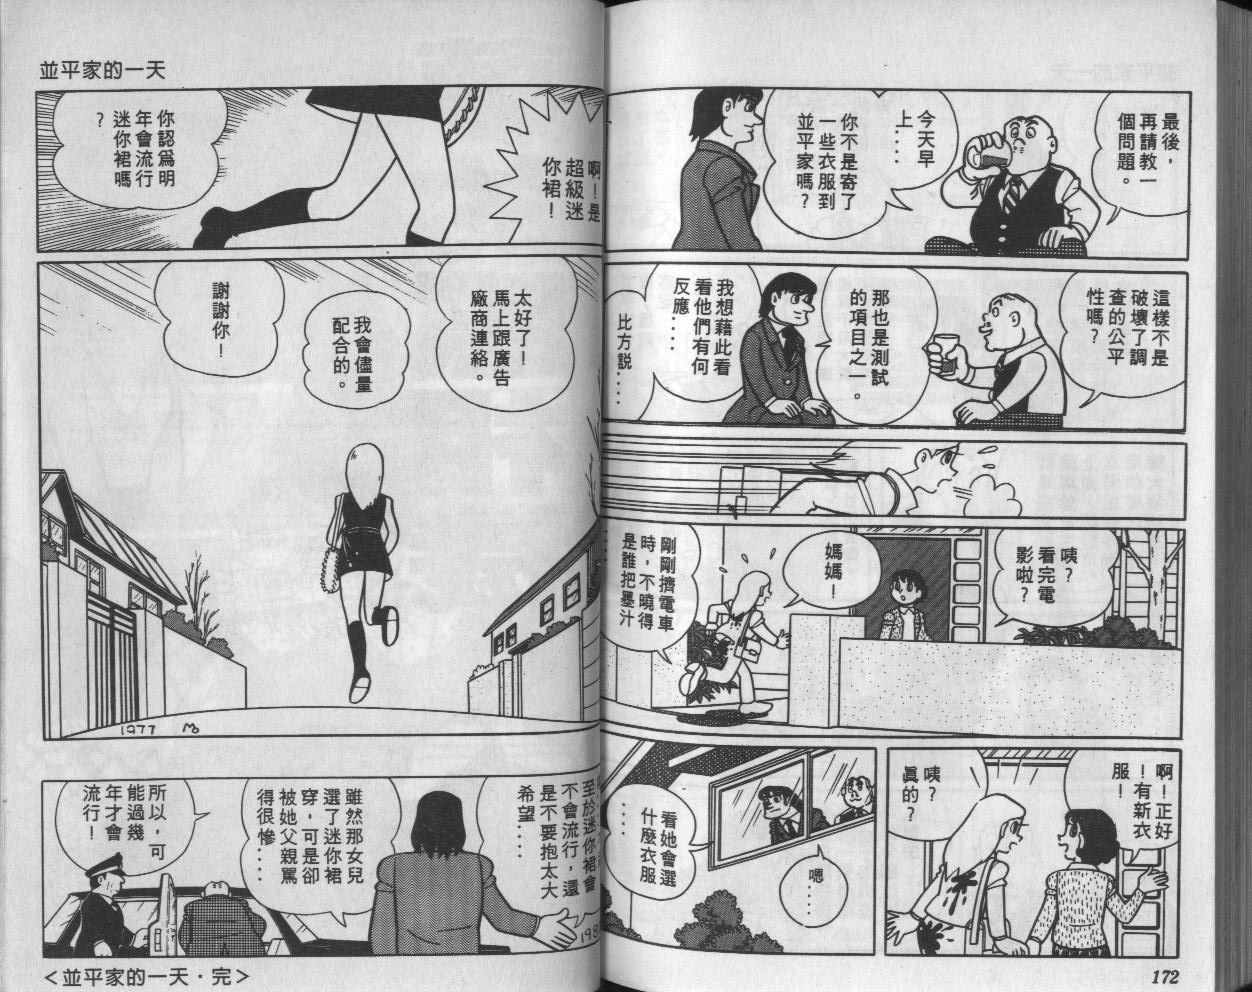 最後，
再請教一
個問題。
今天早
上....
你不是寄了
一些衣服到
並平家嗎？
這樣不是
破壞了調
查的公平
性嗎？
那也是測試
的項目之一。
我想藉此看
看他們有何
反應....
比方説....
咦？
看完電
影啦？
媽媽！
剛剛擠電車
時，不曉得
是誰把墨汁
啊！正好
！有新衣
服！
咦？
眞的？
嗯....
看她會選
什麼衣服
....
172
並平家的一天
啊！是
超級迷
你裙！
你認爲明
年會流行
迷你裙嗎
？
太好了！
馬上跟廣告
廠商連絡。
我會儘量
配合的。
謝謝你！
1977
至於迷你裙會
不會流行，還
是不要抱太大
希望....
雖然那女兒
選了迷你裙
穿，可是卻
被她父親駡
得很慘....
所以，可
能過幾
年才會
流行！
＜並平家的一天·完＞